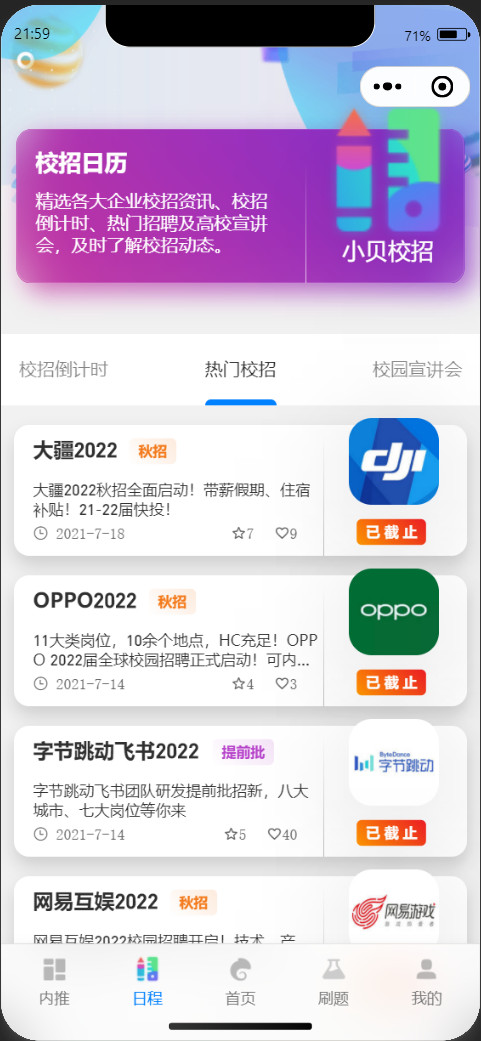 21:59
71%
校招日历
精选各大企业校招资讯、校招
倒计时、热门招聘及高校宣讲
会，及时了解校招动态。
小贝校招
校招倒计时
热门校招
校园宣讲会
大疆2022 秋招
大疆2022秋招全面启动！带薪假期、住宿
补贴！21-22届快投！
2021-7-18
7
9
dji
已截止
OPPO2022 秋招
11大类岗位，10余个地点，HC充足！OPP
O 2022届全球校园招聘正式启动！可内...
2021-7-14
4
3
oppo
已截止
字节跳动飞书2022 提前批
字节跳动飞书团队研发提前批招新，八大
城市、七大岗位等你来
2021-7-14
5
40
ByteDance
字节跳动
已截止
网易互娱2022 秋招
网易互娱2022校园招聘开启！技术、产
网易游戏
内推
日程
首页
刷题
我的